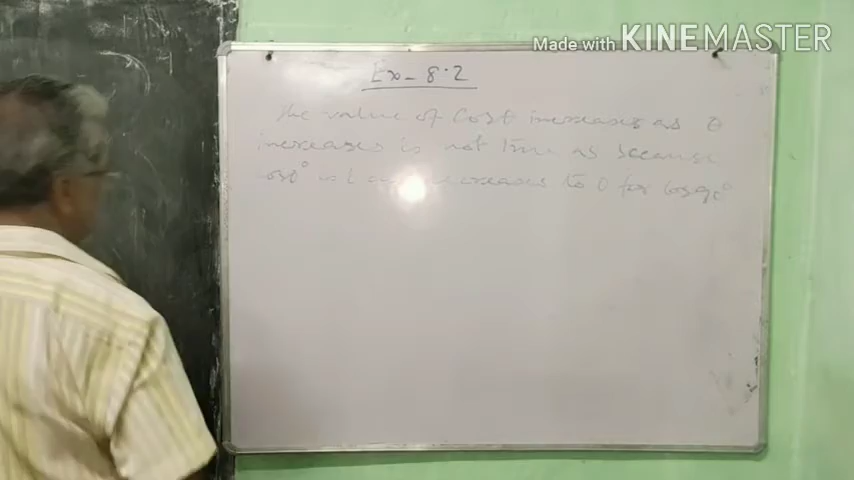 Made with KINEMASTER
Ex- 8.2
The value of Cosθ increases as θ
increases is not true as because
cos0° is 1 and decreases to 0 for Cos90°